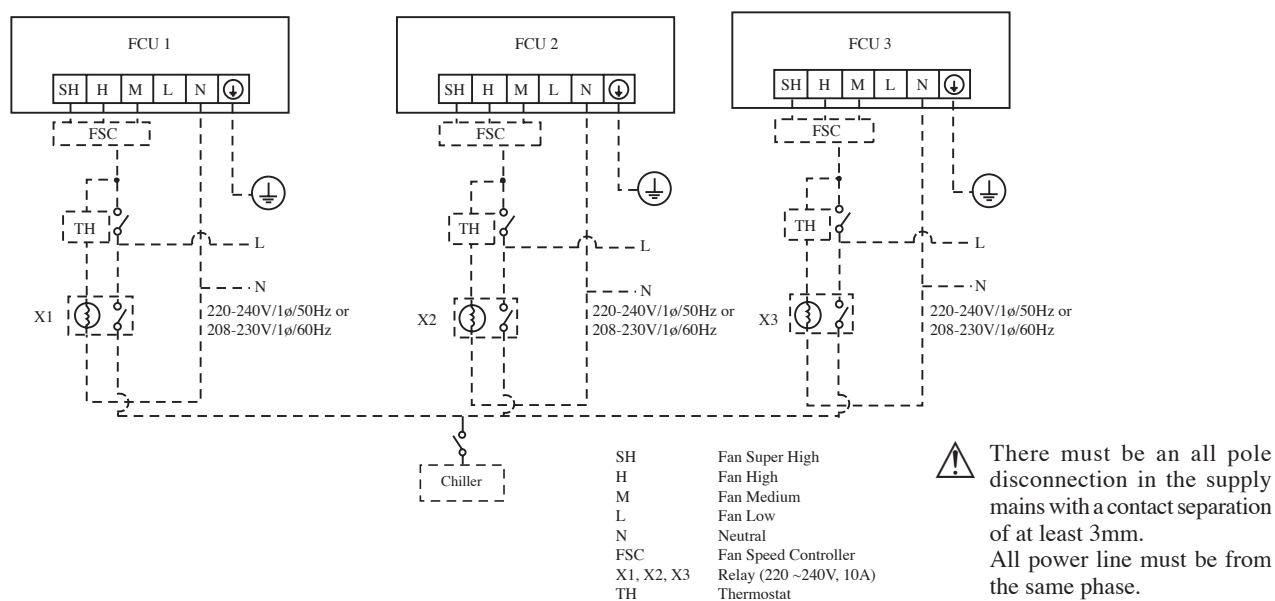 FCU 1
SH H M L N
FSC
TH
L
N
X1
220-240V/1ø/50Hz or
208-230V/1ø/60Hz
FCU 2
SH H M L N
FSC
TH
L
N
X2
220-240V/1ø/50Hz or
208-230V/1ø/60Hz
FCU 3
SH H M L N
FSC
TH
L
N
X3
220-240V/1ø/50Hz or
208-230V/1ø/60Hz
Chiller
SH Fan Super High
H Fan High
M Fan Medium
L Fan Low
N Neutral
FSC Fan Speed Controller
X1, X2, X3 Relay (220 ~240V, 10A)
TH Thermostat
There must be an all pole
disconnection in the supply
mains with a contact separation
of at least 3mm.
All power line must be from
the same phase.